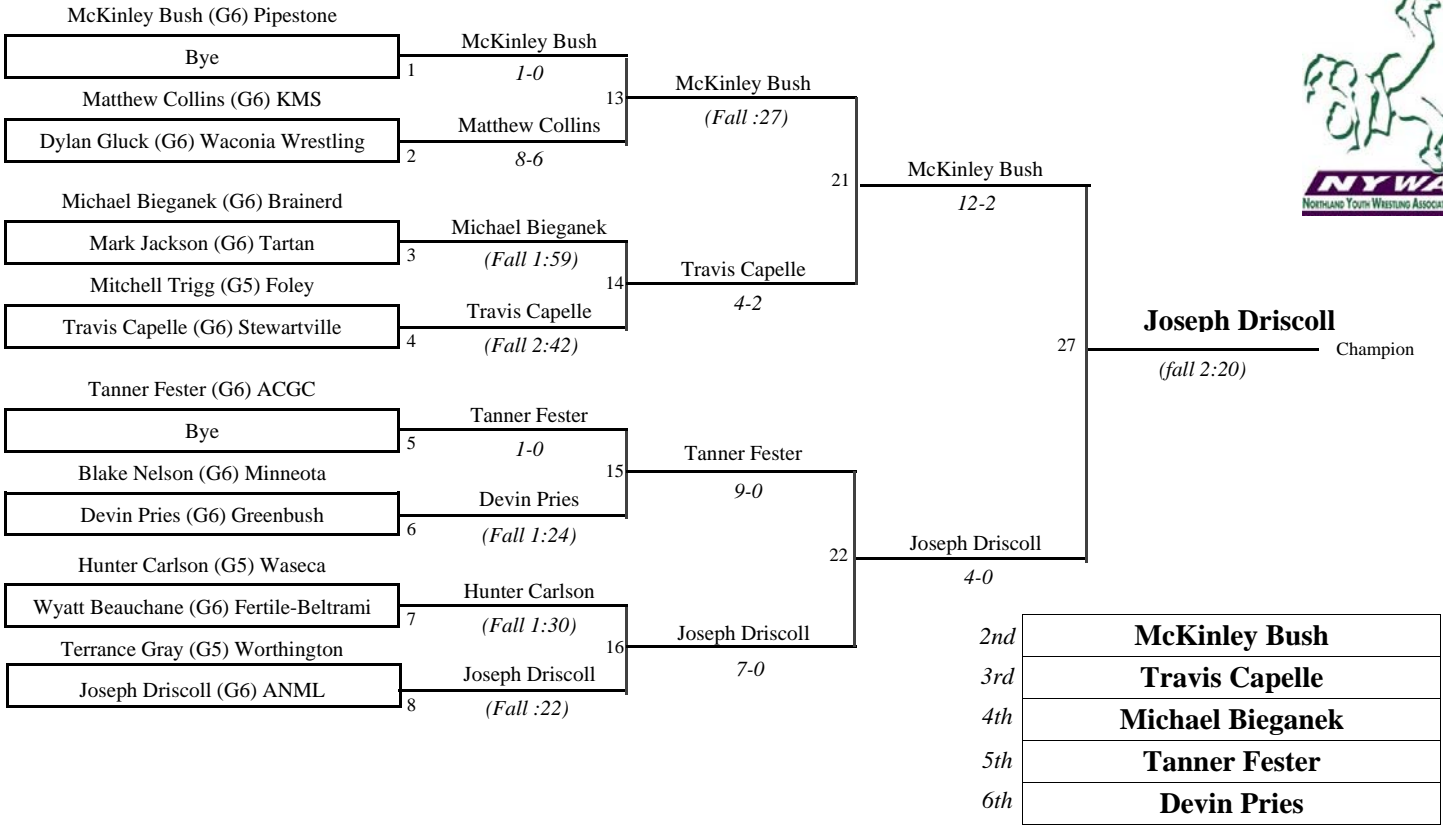 McKinley Bush (G6) Pipestone
Bye
1
McKinley Bush
1-0
Matthew Collins (G6) KMS
Dylan Gluck (G6) Waconia Wrestling
2
Matthew Collins
8-6
13
McKinley Bush
(Fall :27)
Michael Bieganek (G6) Brainerd
Mark Jackson (G6) Tartan
3
Michael Bieganek
(Fall 1:59)
Mitchell Trigg (G5) Foley
Travis Capelle (G6) Stewartville
4
Travis Capelle
(Fall 2:42)
14
Travis Capelle
4-2
21
McKinley Bush
12-2
Tanner Fester (G6) ACGC
Bye
5
Tanner Fester
1-0
Blake Nelson (G6) Minneota
Devin Pries (G6) Greenbush
6
Devin Pries
(Fall 1:24)
15
Tanner Fester
9-0
Hunter Carlson (G5) Waseca
Wyatt Beauchane (G6) Fertile-Beltrami
7
Hunter Carlson
(Fall 1:30)
Terrance Gray (G5) Worthington
Joseph Driscoll (G6) ANML
8
Joseph Driscoll
(Fall :22)
16
Joseph Driscoll
7-0
22
Joseph Driscoll
4-0
27
Joseph Driscoll
Champion
(fall 2:20)
NYWA
NORTHLAND YOUTH WRESTLING
2nd McKinley Bush
3rd Travis Capelle
4th Michael Bieganek
5th Tanner Fester
6th Devin Pries